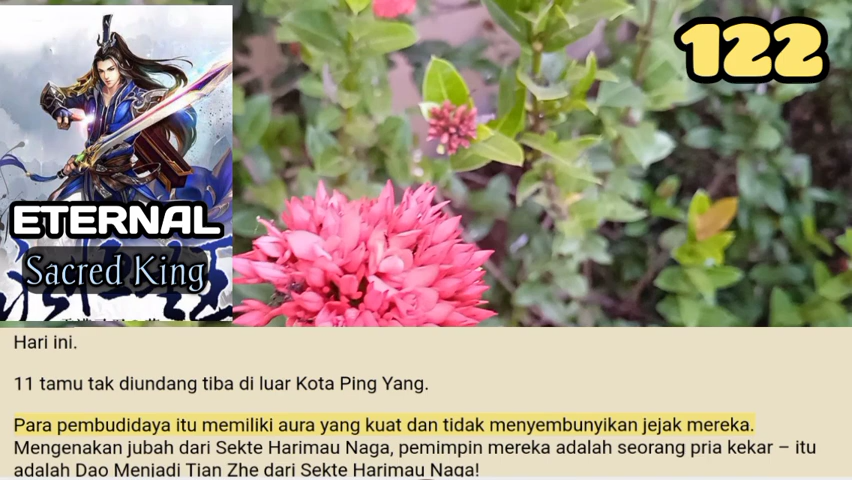 122
ETERNAL
Sacred King
Hari ini.
11 tamu tak diundang tiba di luar Kota Ping Yang.
Para pembudidaya itu memiliki aura yang kuat dan tidak menyembunyikan jejak mereka.
Mengenakan jubah dari Sekte Harimau Naga, pemimpin mereka adalah seorang pria kekar – itu
adalah Dao Menjadi Tian Zhe dari Sekte Harimau Naga!